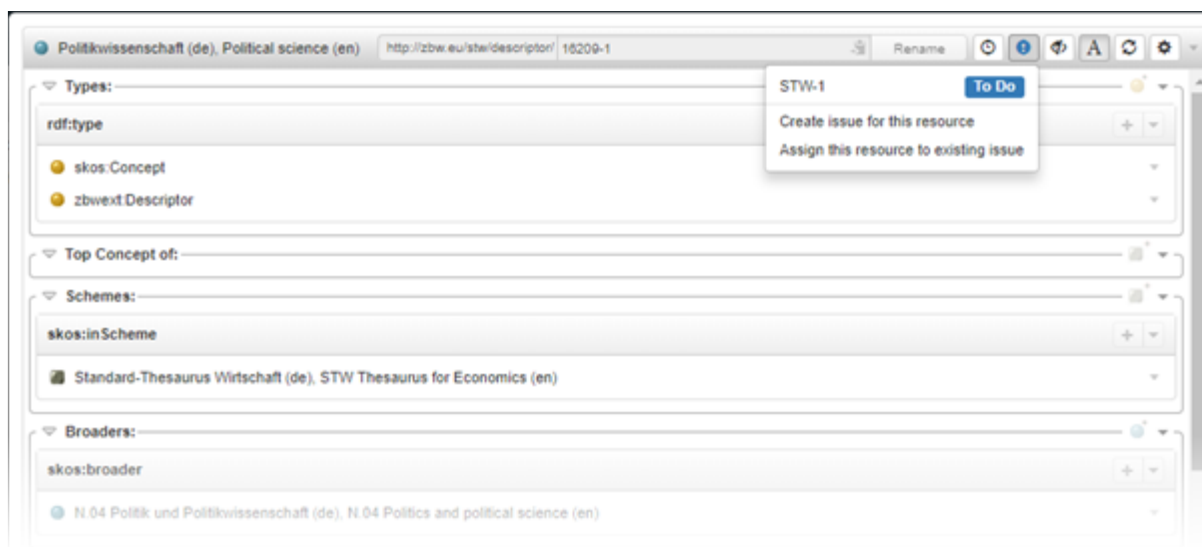 Politikwissenschaft (de), Political science (en) http://zbw.eu/stw/descriptor/ 16209-1 Rename A
STW-1 To Do
Create issue for this resource
Assign this resource to existing issue
Types:
rdf:type
skos:Concept
zbwext:Descriptor
Top Concept of:
Schemes:
skos:inScheme
Standard-Thesaurus Wirtschaft (de), STW Thesaurus for Economics (en)
Broaders:
skos:broader
N.04 Politik und Politikwissenschaft (de), N.04 Politics and political science (en)